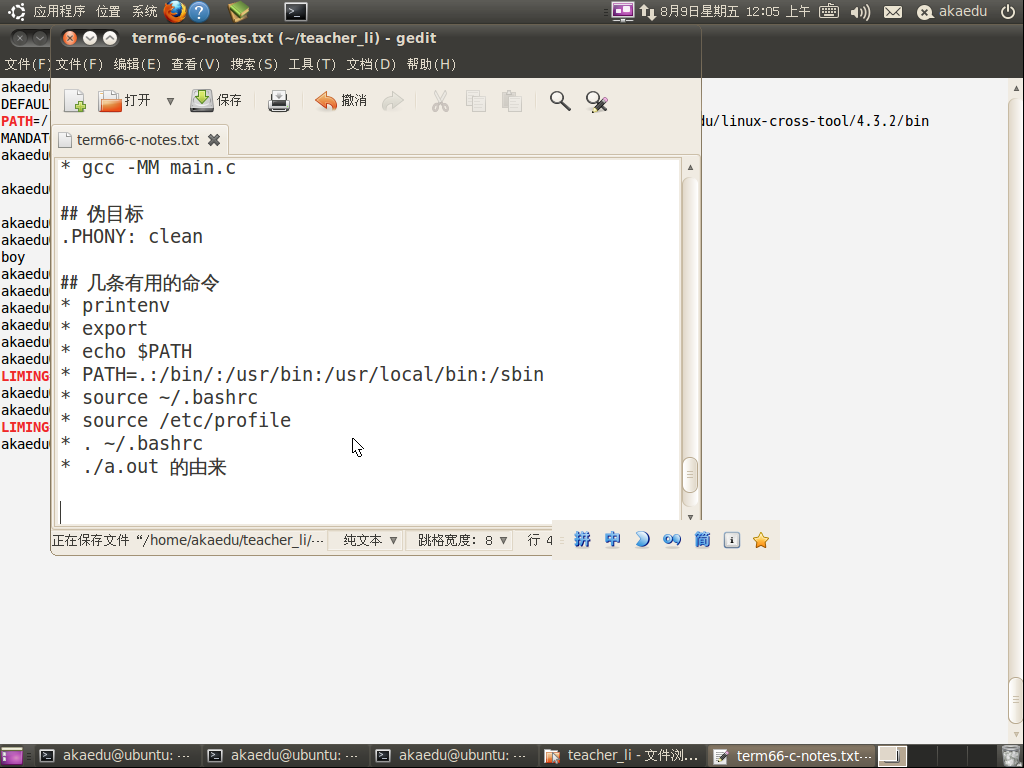 应用程序 位置 系统 8月9日星期五 12:05 上午 akaedu
term66-c-notes.txt (~/teacher_li) - gedit
文件(F) 文件(F) 编辑(E) 查看(V) 搜索(S) 工具(T) 文档(D) 帮助(H)
打开 保存 撤消
term66-c-notes.txt
akaedu
DEFAUL
PATH=/ du/linux-cross-tool/4.3.2/bin
MANDAT
akaedu
akaedu
akaedu
akaedu
boy
akaedu
akaedu
akaedu
akaedu
akaedu
akaedu
LIMING
akaedu
akaedu
LIMING
akaedu
* gcc -MM main.c
## 伪目标
.PHONY: clean
## 几条有用的命令
* printenv
* export
* echo $PATH
* PATH=.:/bin/:/usr/bin:/usr/local/bin:/sbin
* source ~/.bashrc
* source /etc/profile
* . ~/.bashrc
* ./a.out 的由来
正在保存文件 “/home/akaedu/teacher_li/··· 纯文本 跳格宽度: 8 行 4
拼 中 简
akaedu@ubuntu: ··· akaedu@ubuntu: ··· akaedu@ubuntu: ··· teacher_li - 文件浏... term66-c-notes.txt···